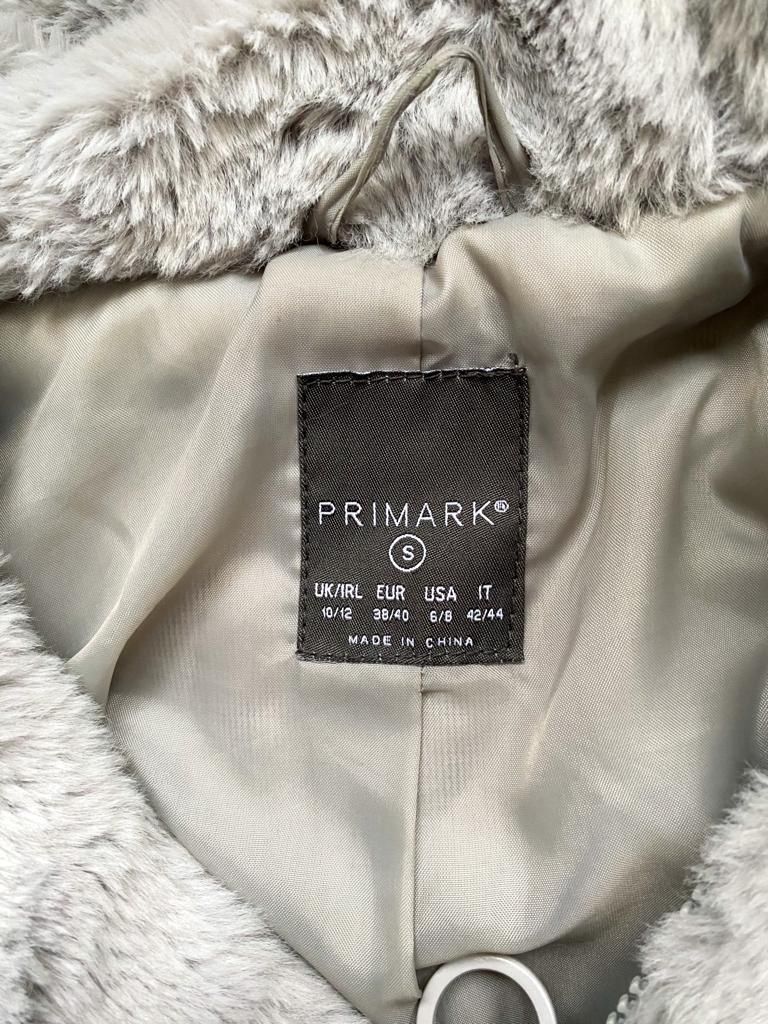 PRIMARK®
S
UK/IRL EUR USA IT
10/12 38/40 6/8 42/44
MADE IN CHINA